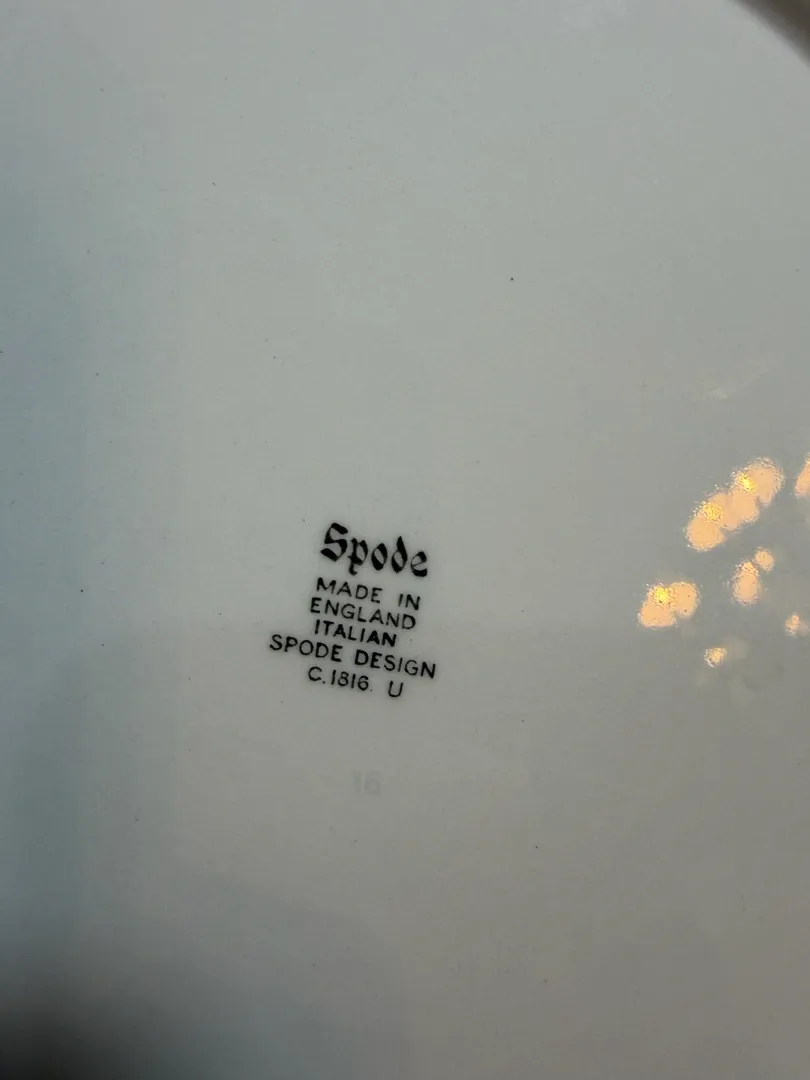 Spode
MADE IN
ENGLAND
ITALIAN
SPODE DESIGN
C.1816. U
16